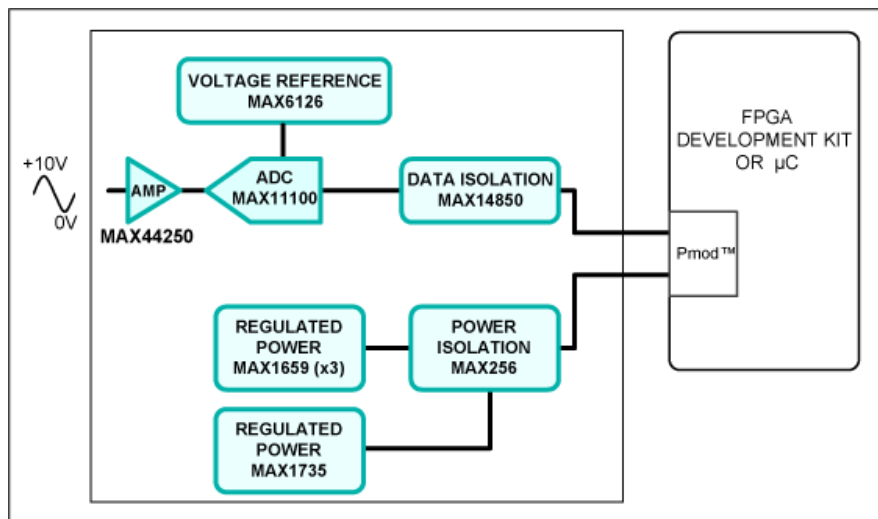 VOLTAGE REFERENCE
MAX6126
+10V
0V
AMP
MAX44250
ADC
MAX11100
DATA ISOLATION
MAX14850
REGULATED
POWER
MAX1659 (x3)
POWER
ISOLATION
MAX256
REGULATED
POWER
MAX1735
FPGA
DEVELOPMENT KIT
OR µC
Pmod™